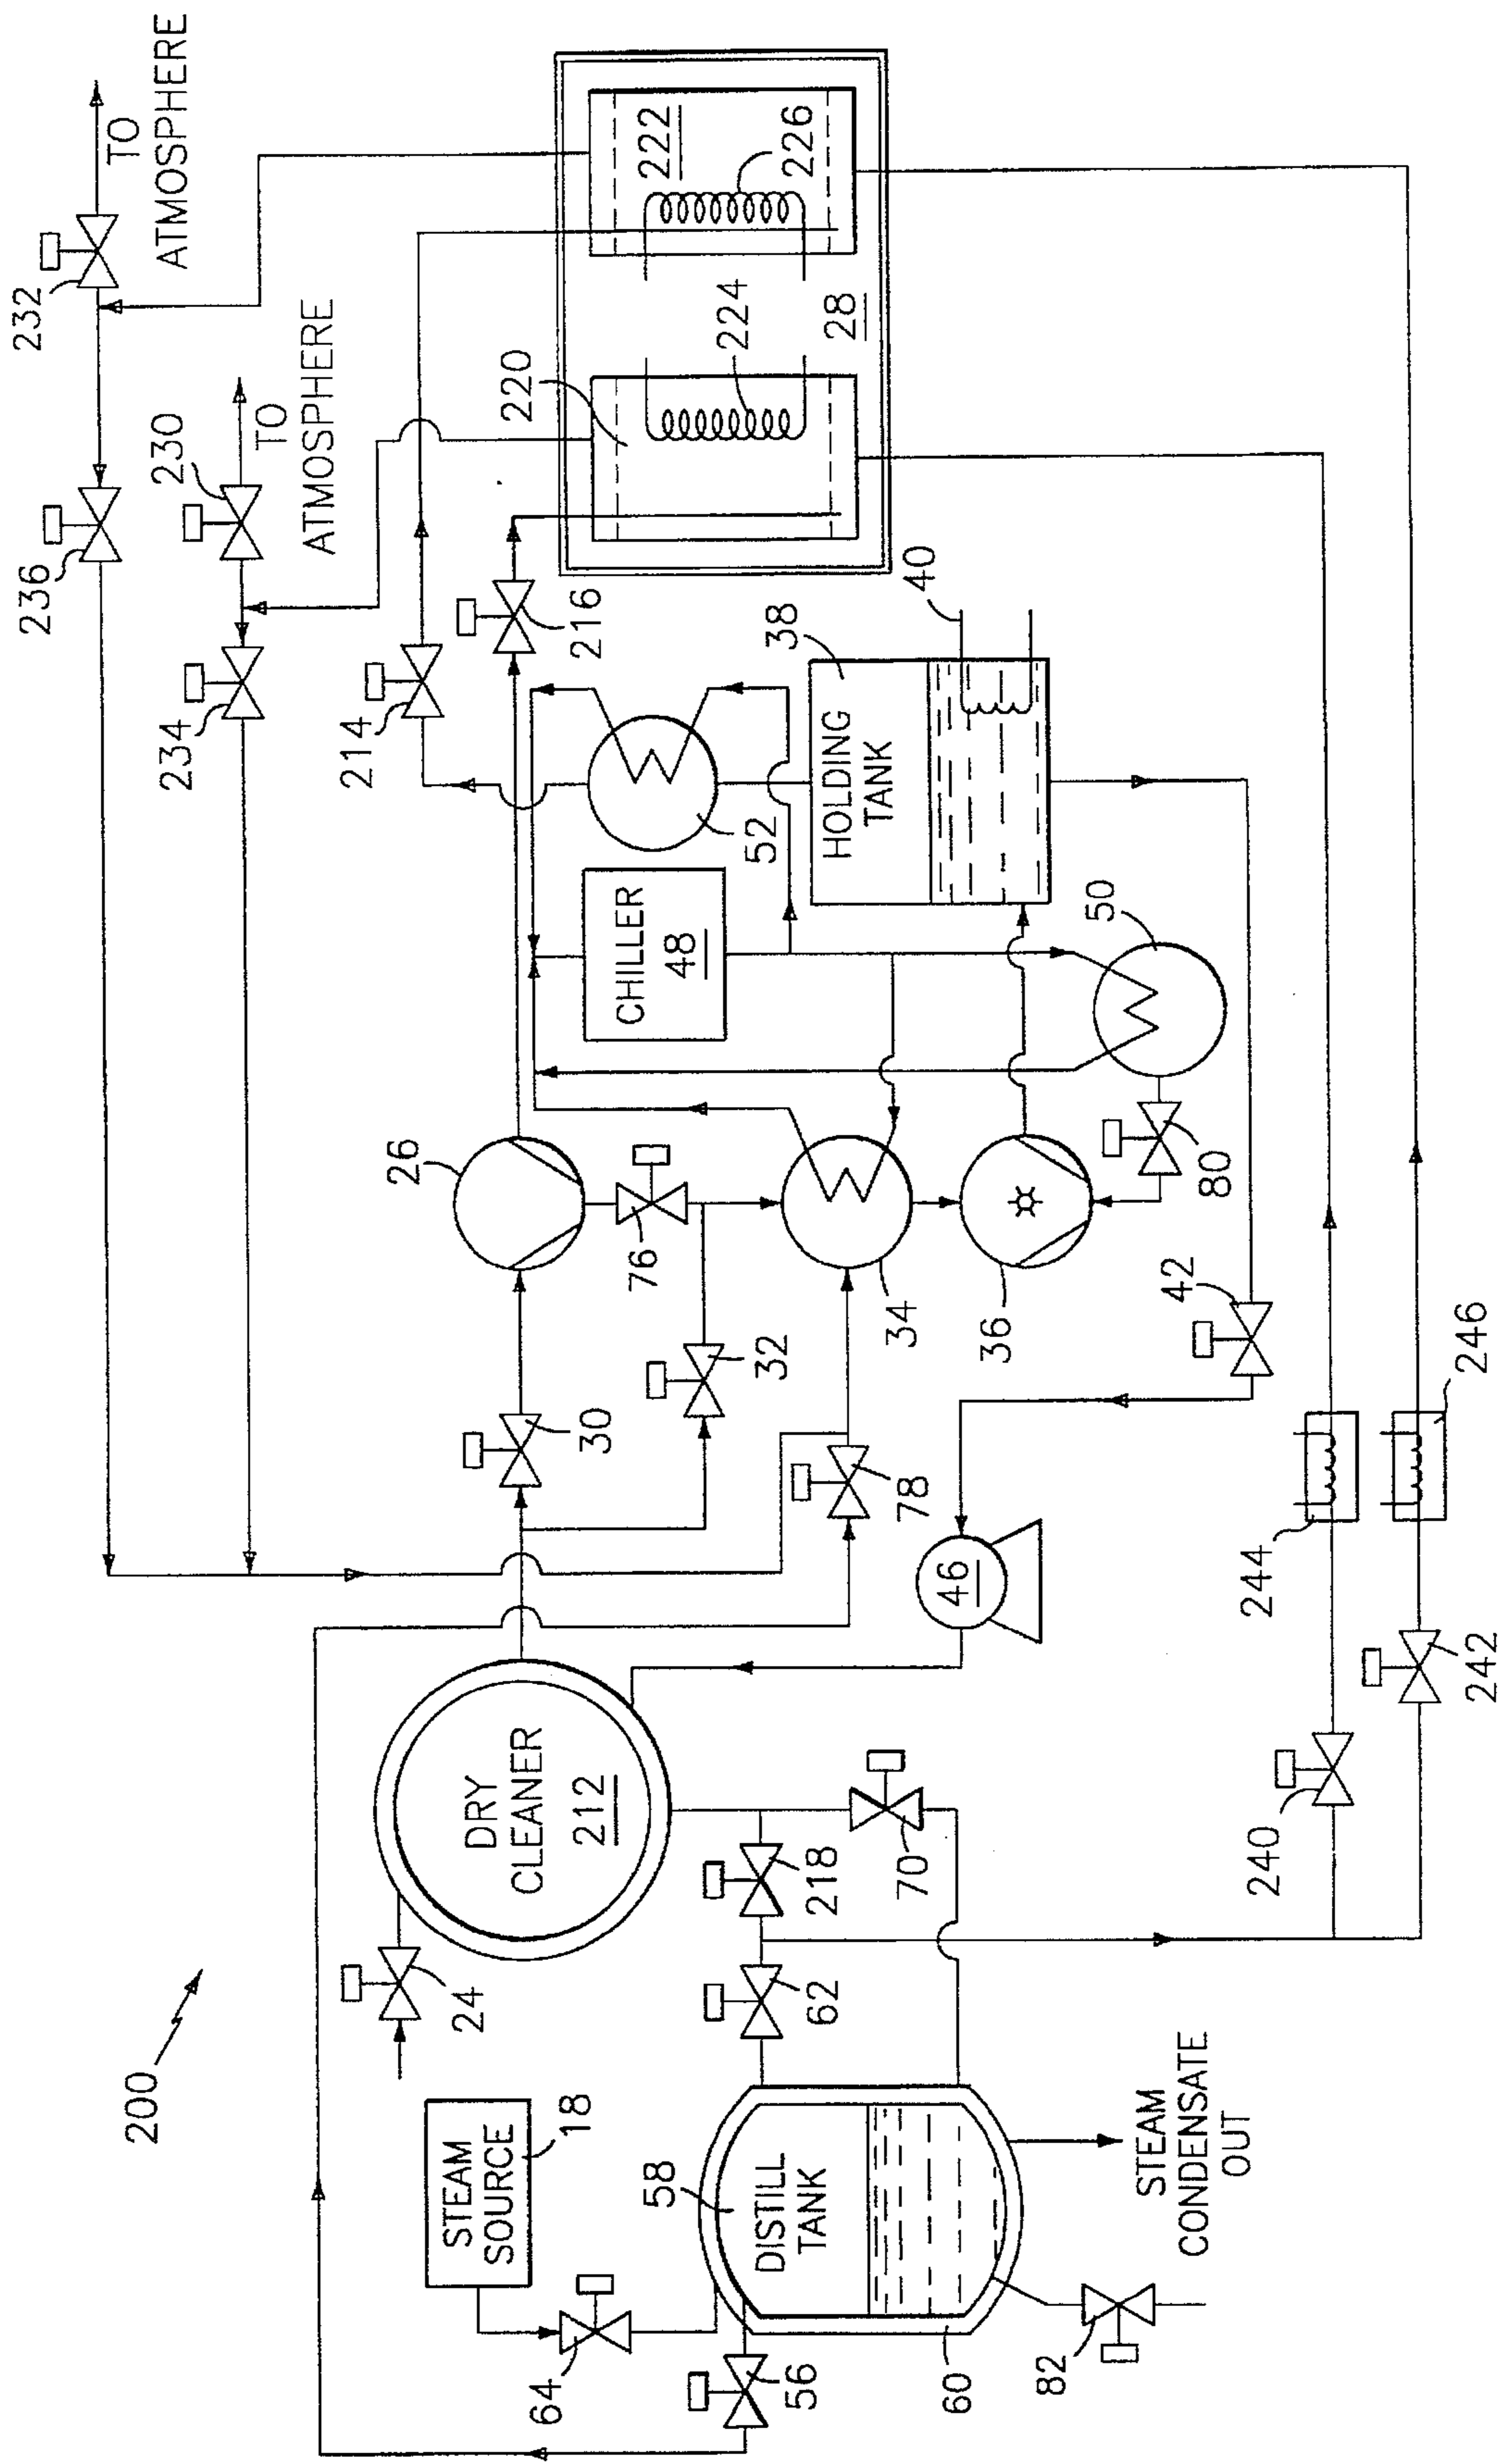 200
STEAM
SOURCE
18
64
56
58
DISTILL
TANK
60
82
STEAM
CONDENSATE
OUT
24
DRY
CLEANER
212
62
218
70
240
242
244
246
46
78
30
32
26
76
34
36
42
80
50
CHILLER
48
52
HOLDING
TANK
38
40
214
216
234
236
230
232
TO
ATMOSPHERE
TO
ATMOSPHERE
220
224
28
222
226